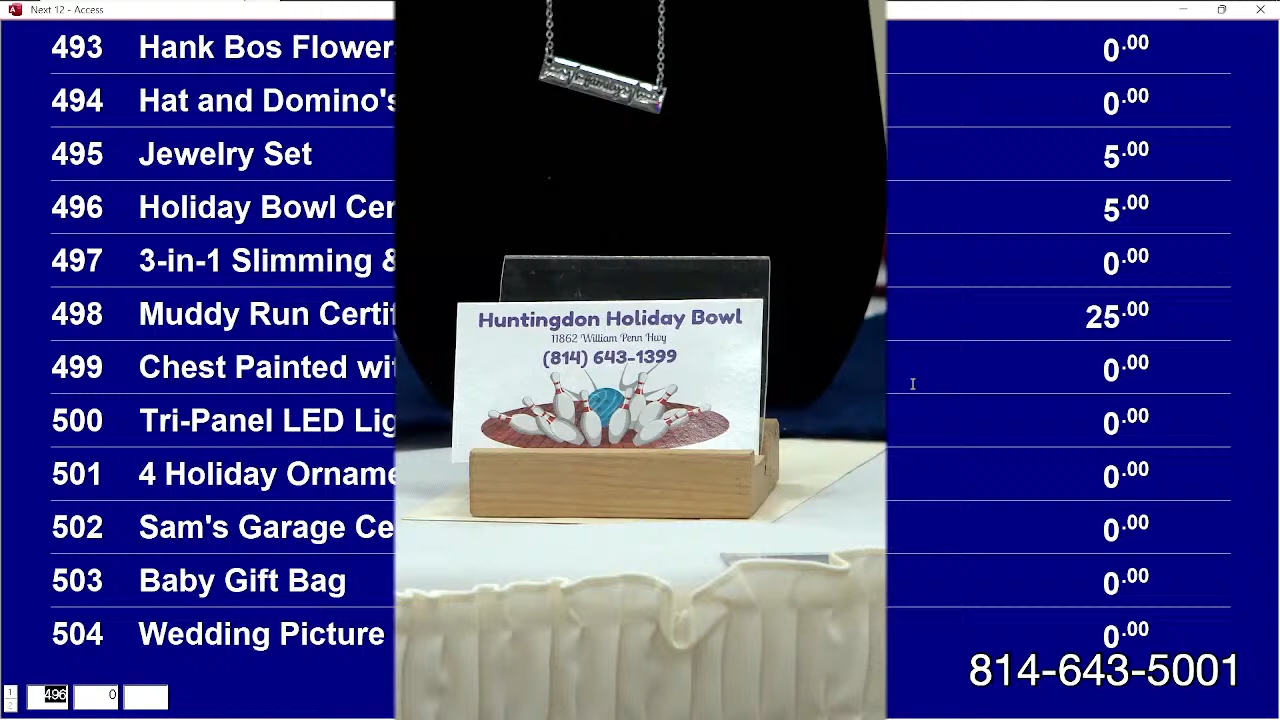 Next 12 - Access
493 Hank Bos Flower 0.00
494 Hat and Domino's 0.00
495 Jewelry Set 5.00
496 Holiday Bowl Cer 5.00
497 3-in-1 Slimming & 0.00
498 Muddy Run Certif 25.00
499 Chest Painted wit 0.00
500 Tri-Panel LED Lig 0.00
501 4 Holiday Orname 0.00
502 Sam's Garage Ce 0.00
503 Baby Gift Bag 0.00
504 Wedding Picture 0.00
Huntingdon Holiday Bowl
11862 William Penn Hwy
(814) 643-1399
814-643-5001
1
2
496 0